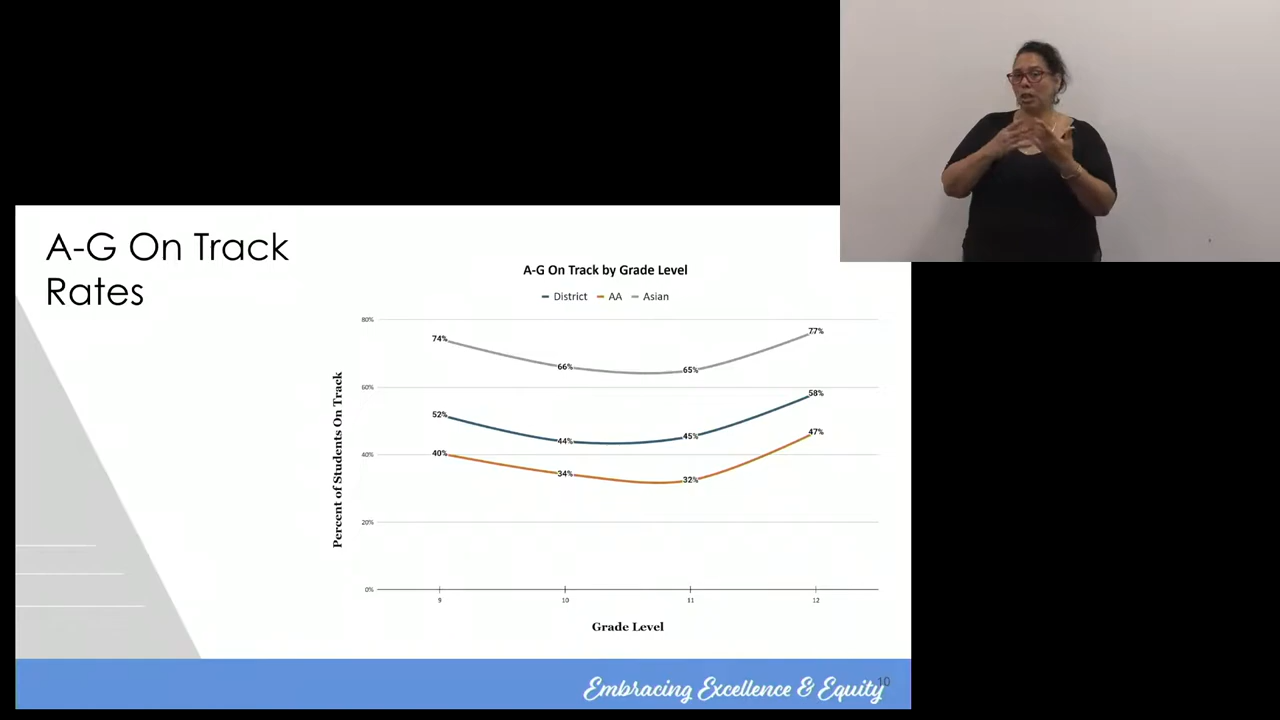 A-G On Track
Rates
A-G On Track by Grade Level
District AA Asian
80%
60%
40%
20%
0%
Percent of Students On Track
74%
66%
65%
77%
52%
44%
45%
58%
40%
34%
32%
47%
9 10 11 12
Grade Level
Embracing Excellence & Equity
10